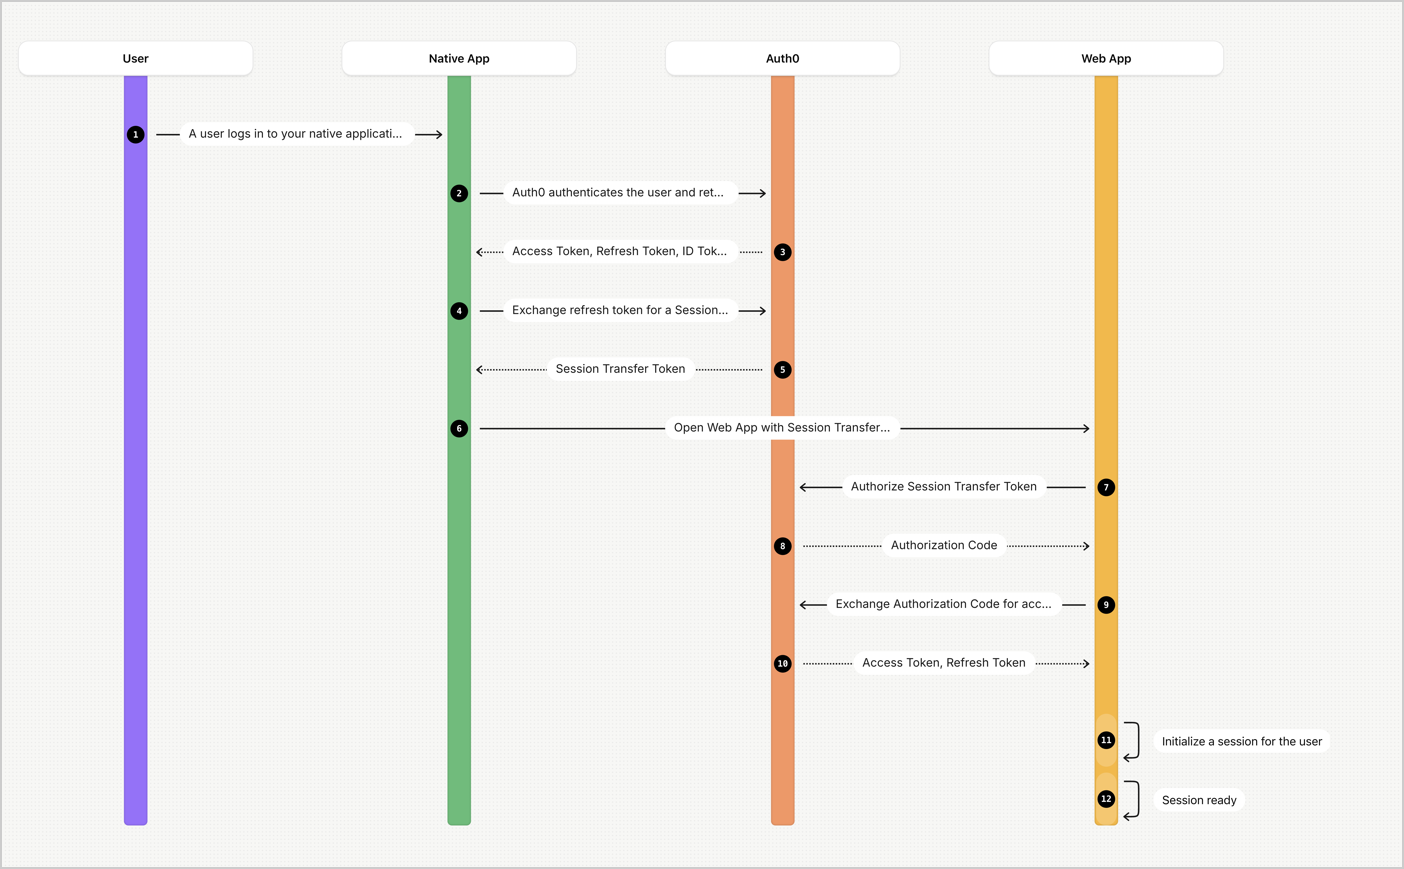 User
Native App
Auth0
Web App
1
A user logs in to your native applicati...
2
Auth0 authenticates the user and ret...
Access Token, Refresh Token, ID Tok...
3
4
Exchange refresh token for a Session...
Session Transfer Token
5
6
Open Web App with Session Transfer...
Authorize Session Transfer Token
7
8
Authorization Code
Exchange Authorization Code for acc...
9
10
Access Token, Refresh Token
11
Initialize a session for the user
12
Session ready